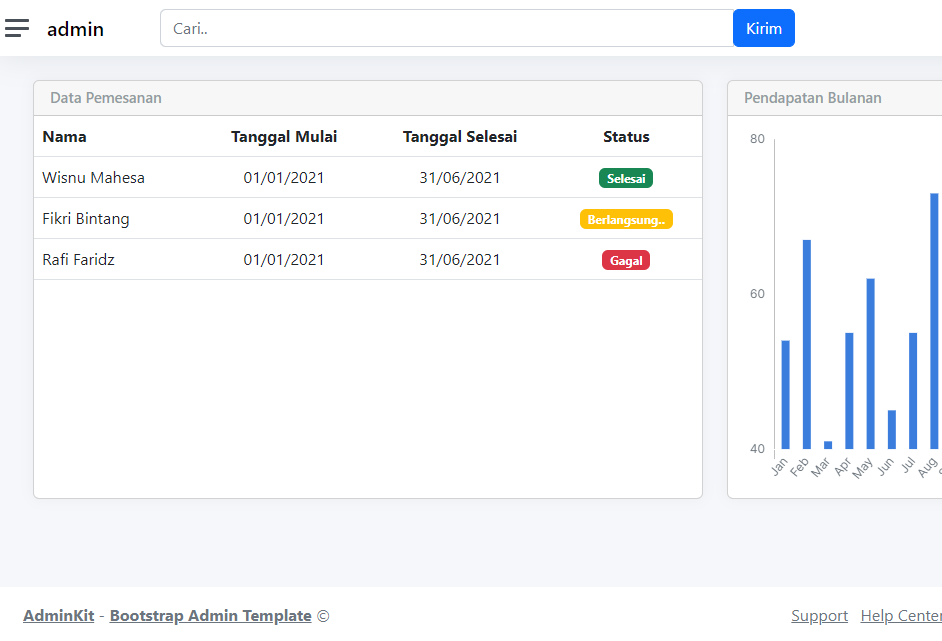 admin
Cari..
Kirim
Data Pemesanan
Nama Tanggal Mulai Tanggal Selesai Status
Wisnu Mahesa 01/01/2021 31/06/2021 Selesai
Fikri Bintang 01/01/2021 31/06/2021 Berlangsung..
Rafi Faridz 01/01/2021 31/06/2021 Gagal
Pendapatan Bulanan
80
60
40
Jan Feb Mar Apr May Jun Jul Aug
AdminKit - Bootstrap Admin Template ©
Support Help Center